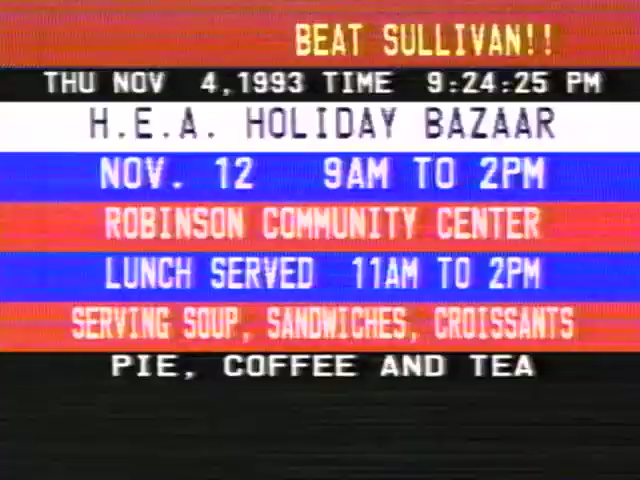 BEAT SULLIVAN!!
THU NOV 4,1993 TIME 9:24:25 PM
H.E.A. HOLIDAY BAZAAR
NOV. 12 9AM TO 2PM
ROBINSON COMMUNITY CENTER
LUNCH SERVED 11AM TO 2PM
SERVING SOUP, SANDWICHES, CROISSANTS
PIE, COFFEE AND TEA